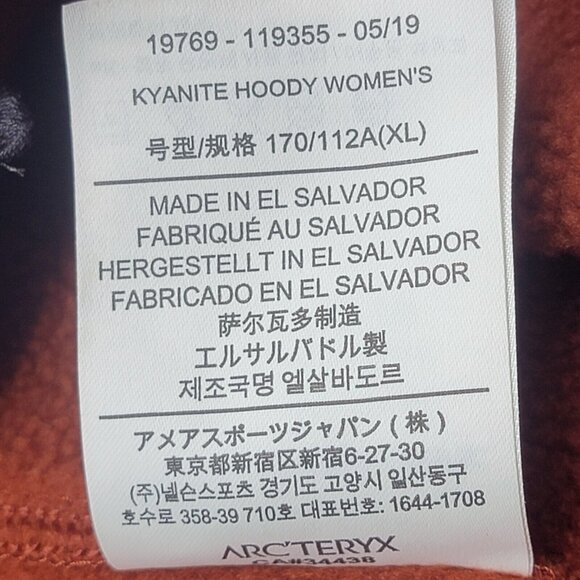 19769 - 119355 - 05/19
KYANITE HOODY WOMEN'S
号型/规格 170/112A(XL)
MADE IN EL SALVADOR
FABRIQUÉ AU SALVADOR
HERGESTELLT IN EL SALVADOR
FABRICADO EN EL SALVADOR
萨尔瓦多制造
エルサルバドル製
제조국명 엘살바도르
アメアスポーツジャパン ( 株 )
東京都新宿区新宿6-27-30
(주)넬슨스포츠 경기도 고양시 일산동구
호수로 358-39 710호 대표번호: 1644-1708
ARC'TERYX
CA#34438